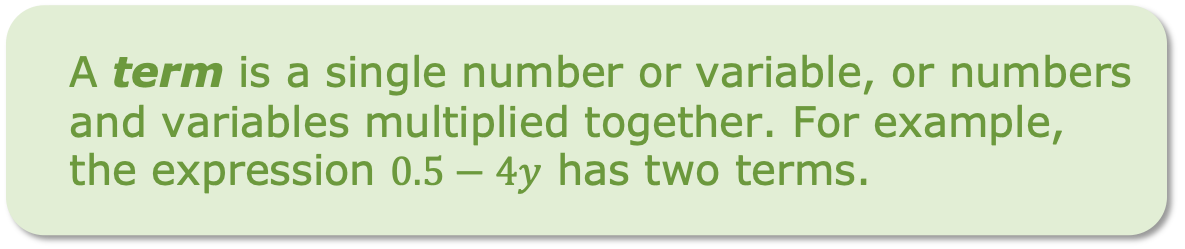 A term is a single number or variable, or numbers
and variables multiplied together. For example,
the expression 0.5 − 4y has two terms.